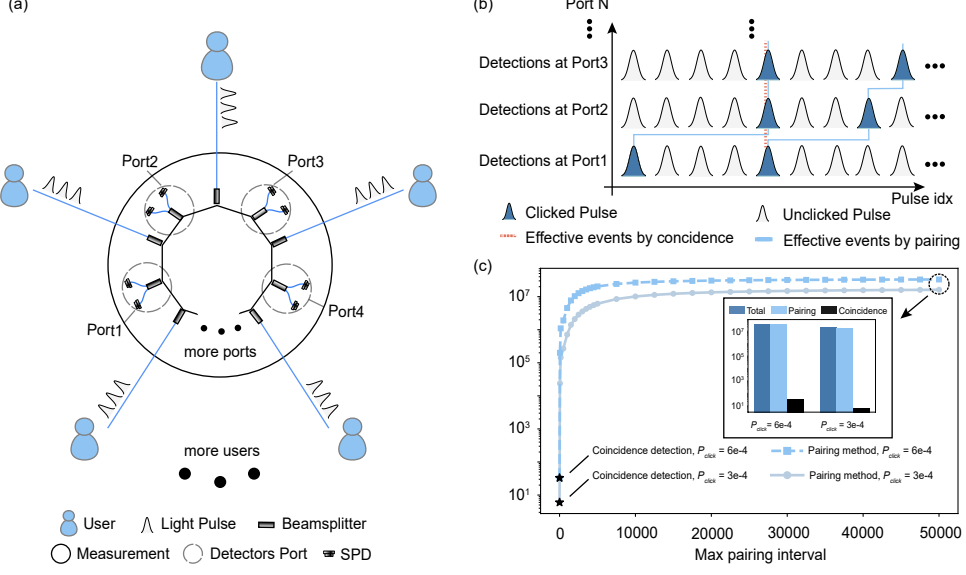 (a)
Port2
Port3
Port1
Port4
more ports
more users
User
Light Pulse
Beamsplitter
Measurement
Detectors Port
SPD
(b)
Port N
Detections at Port3
Detections at Port2
Detections at Port1
Pulse idx
Clicked Pulse
Unclicked Pulse
Effective events by concidence
Effective events by pairing
(c)
10^7
10^5
10^3
10^1
Total Pairing Coincidence
10^7
10^5
10^3
10^1
P_click = 6e-4 P_click = 3e-4
Coincidence detection, P_click = 6e-4
Pairing method, P_click = 6e-4
Coincidence detection, P_click = 3e-4
Pairing method, P_click = 3e-4
0 10000 20000 30000 40000 50000
Max pairing interval